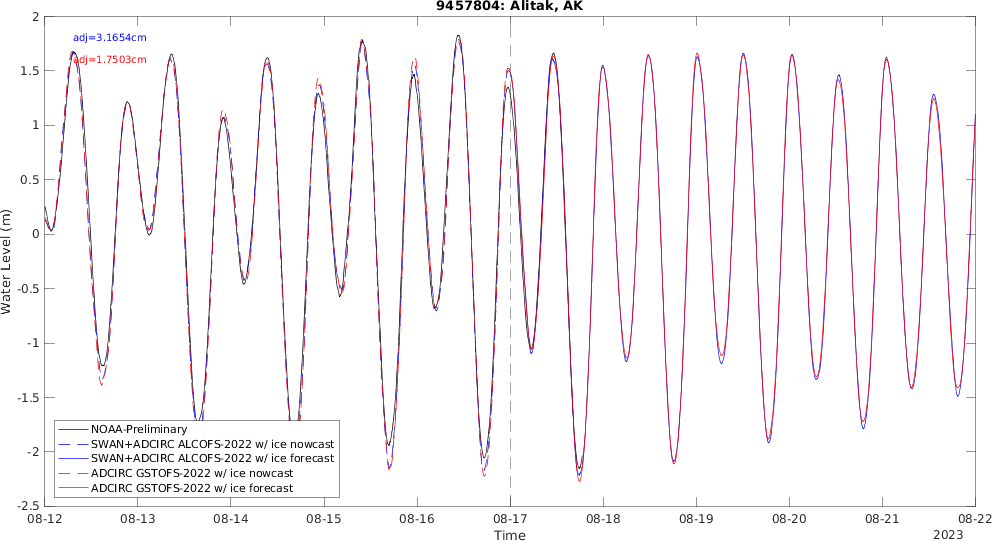 9457804: Alitak, AK
adj=3.1654cm
adj=1.7503cm
Water Level (m)
2
1.5
1
0.5
0
-0.5
-1
-1.5
-2
-2.5
NOAA-Preliminary
SWAN+ADCIRC ALCOFS-2022 w/ ice nowcast
SWAN+ADCIRC ALCOFS-2022 w/ ice forecast
ADCIRC GSTOFS-2022 w/ ice nowcast
ADCIRC GSTOFS-2022 w/ ice forecast
08-12 08-13 08-14 08-15 08-16 08-17 08-18 08-19 08-20 08-21 08-22
Time
2023